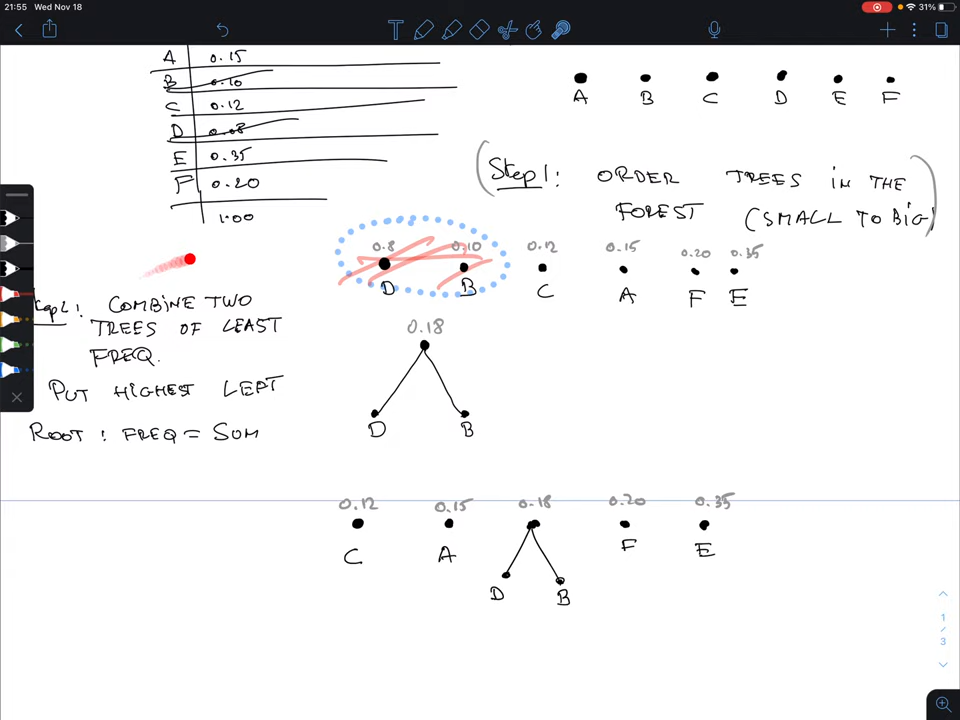 21:55 Wed Nov 18
31%
A 0.15
B 0.10
C 0.12
D 0.08
E 0.35
F 0.20
1.00
A B C D E F
Step 1: ORDER TREES IN THE
FOREST (SMALL TO BIG)
0.8 0.10 0.12 0.15 0.20 0.35
D B C A F E
Step2: COMBINE TWO
TREES OF LEAST
FREQ.
PUT HIGHEST LEFT
ROOT: FREQ = SUM
0.18
D B
0.12 0.15 0.18 0.20 0.35
C A F E
D B
1
/
3